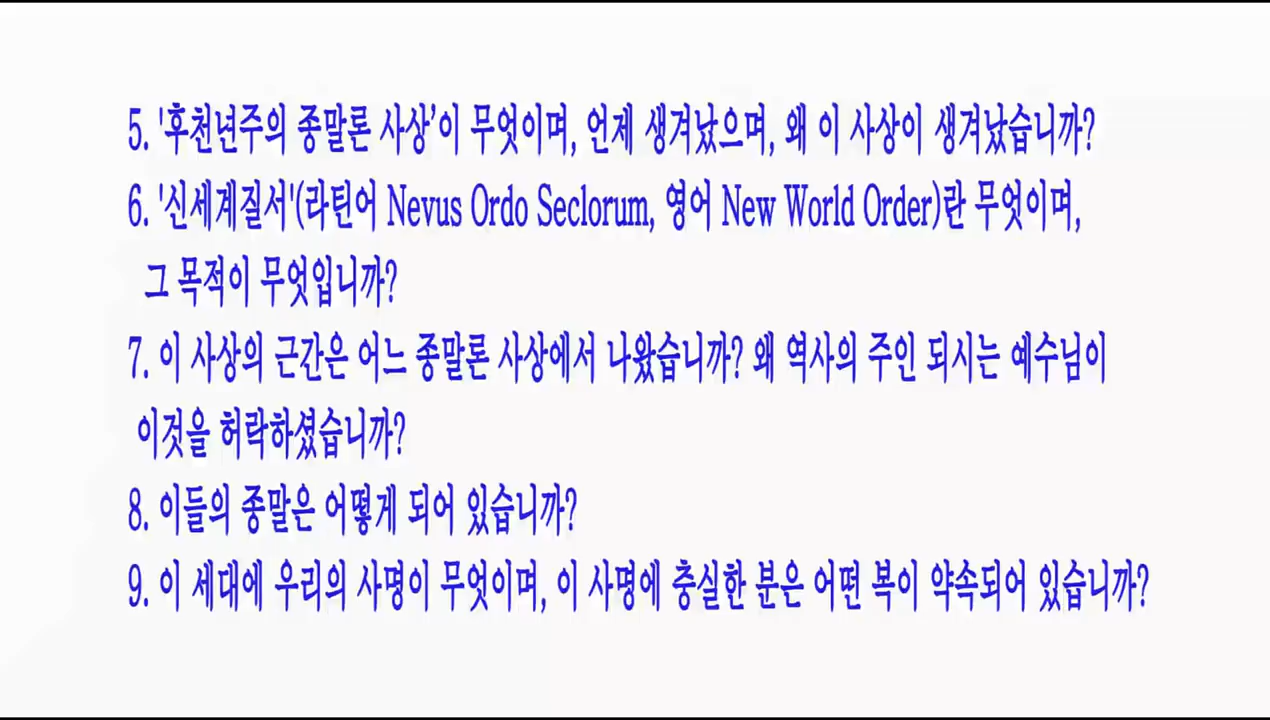 5. '후천년주의 종말론 사상'이 무엇이며, 언제 생겨났으며, 왜 이 사상이 생겨났습니까?
6. '신세계질서'(라틴어 Nevus Ordo Seclorum, 영어 New World Order)란 무엇이며,
그 목적이 무엇입니까?
7. 이 사상의 근간은 어느 종말론 사상에서 나왔습니까? 왜 역사의 주인 되시는 예수님이
이것을 허락하셨습니까?
8. 이들의 종말은 어떻게 되어 있습니까?
9. 이 세대에 우리의 사명이 무엇이며, 이 사명에 충실한 분은 어떤 복이 약속되어 있습니까?